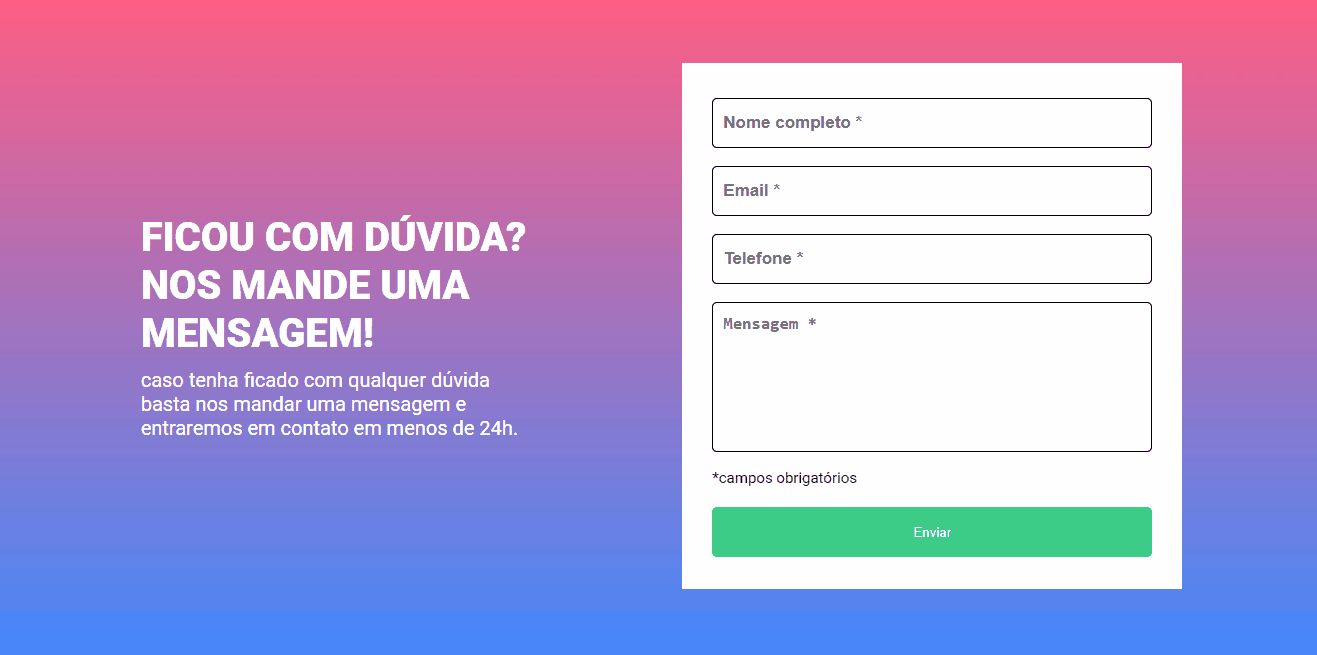 FICOU COM DÚVIDA?
NOS MANDE UMA
MENSAGEM!
caso tenha ficado com qualquer dúvida
basta nos mandar uma mensagem e
entraremos em contato em menos de 24h.
Nome completo *
Email *
Telefone *
Mensagem *
*campos obrigatórios
Enviar